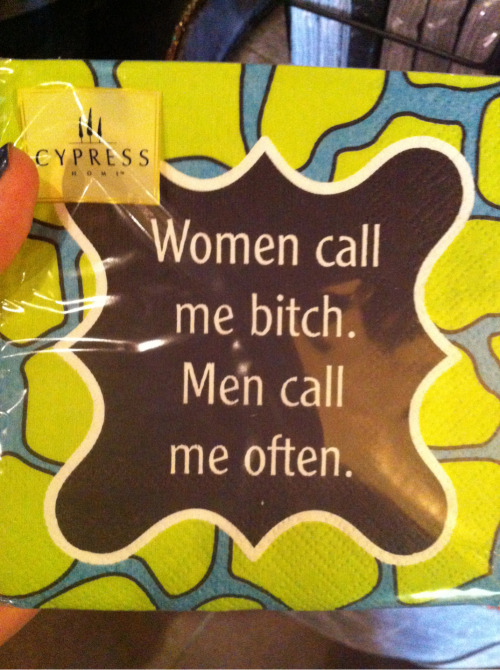 CYPRESS
HOME
Women call
me bitch.
Men call
me often.